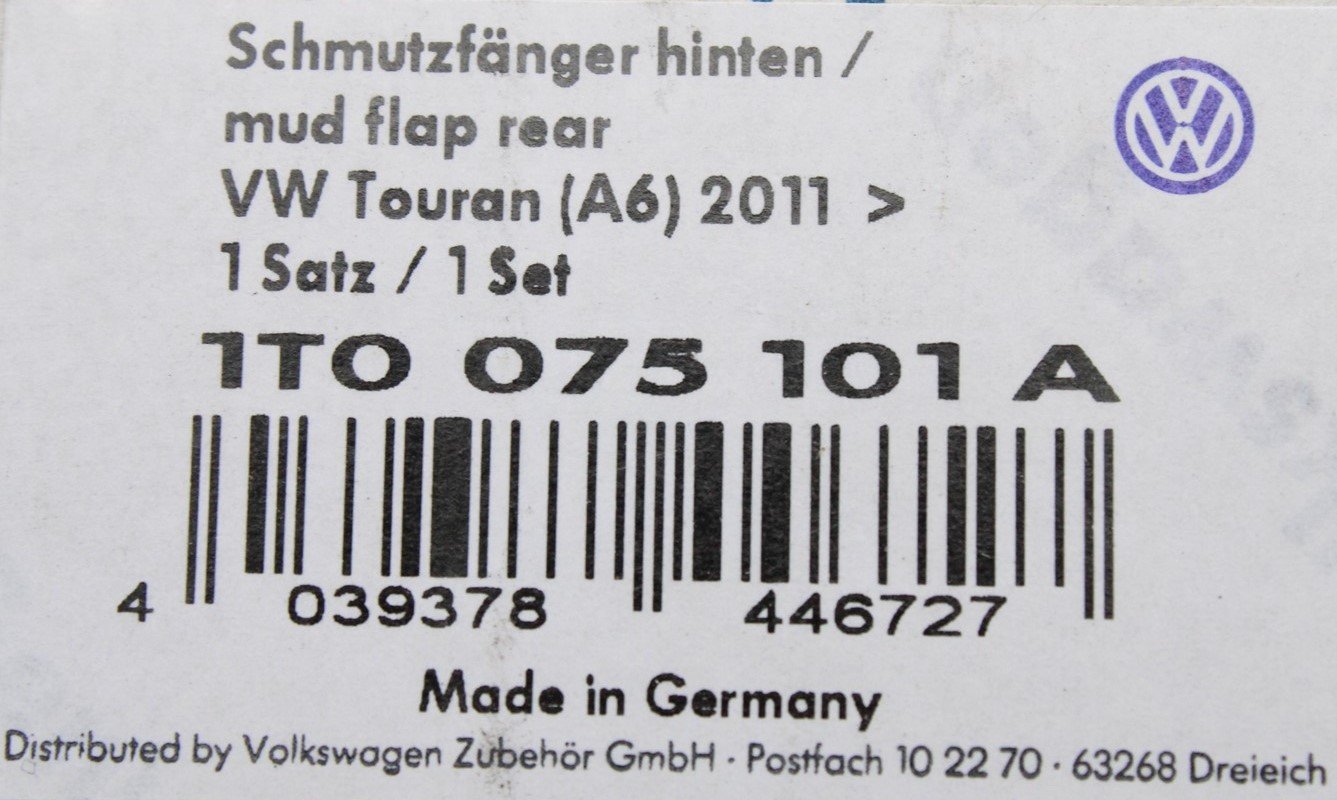 Schmutzfänger hinten /
mud flap rear
VW Touran (A6) 2011 >
1 Satz / 1 Set
1T0 075 101 A
4 039378 446727
Made in Germany
Distributed by Volkswagen Zubehör GmbH · Postfach 10 22 70 · 63268 Dreieich